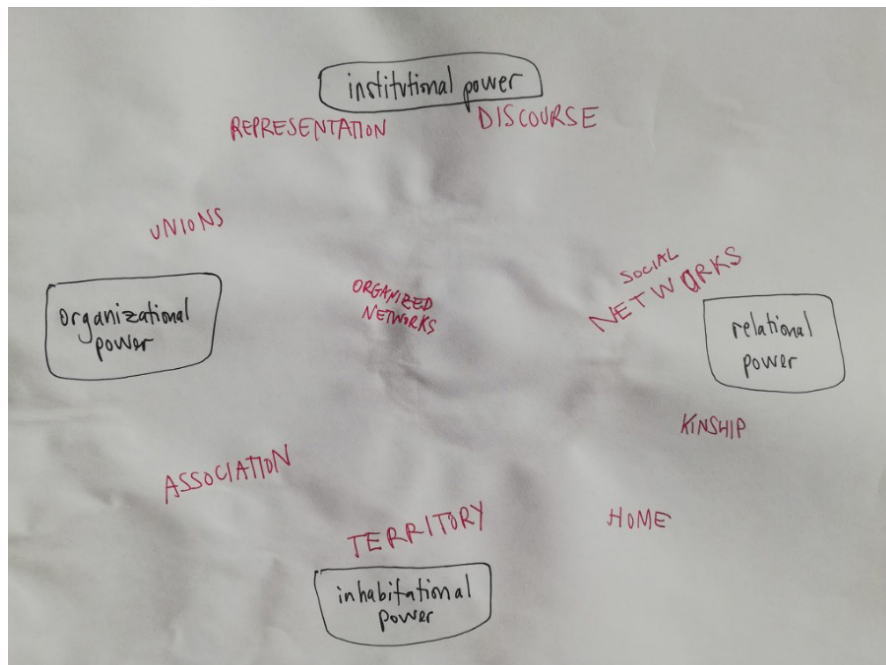 institutional power
REPRESENTATION
DISCOURSE
UNIONS
SOCIAL
NETWORKS
ORGANIZED
NETWORKS
organizational
power
relational
power
KINSHIP
ASSOCIATION
TERRITORY
HOME
inhabitational
power